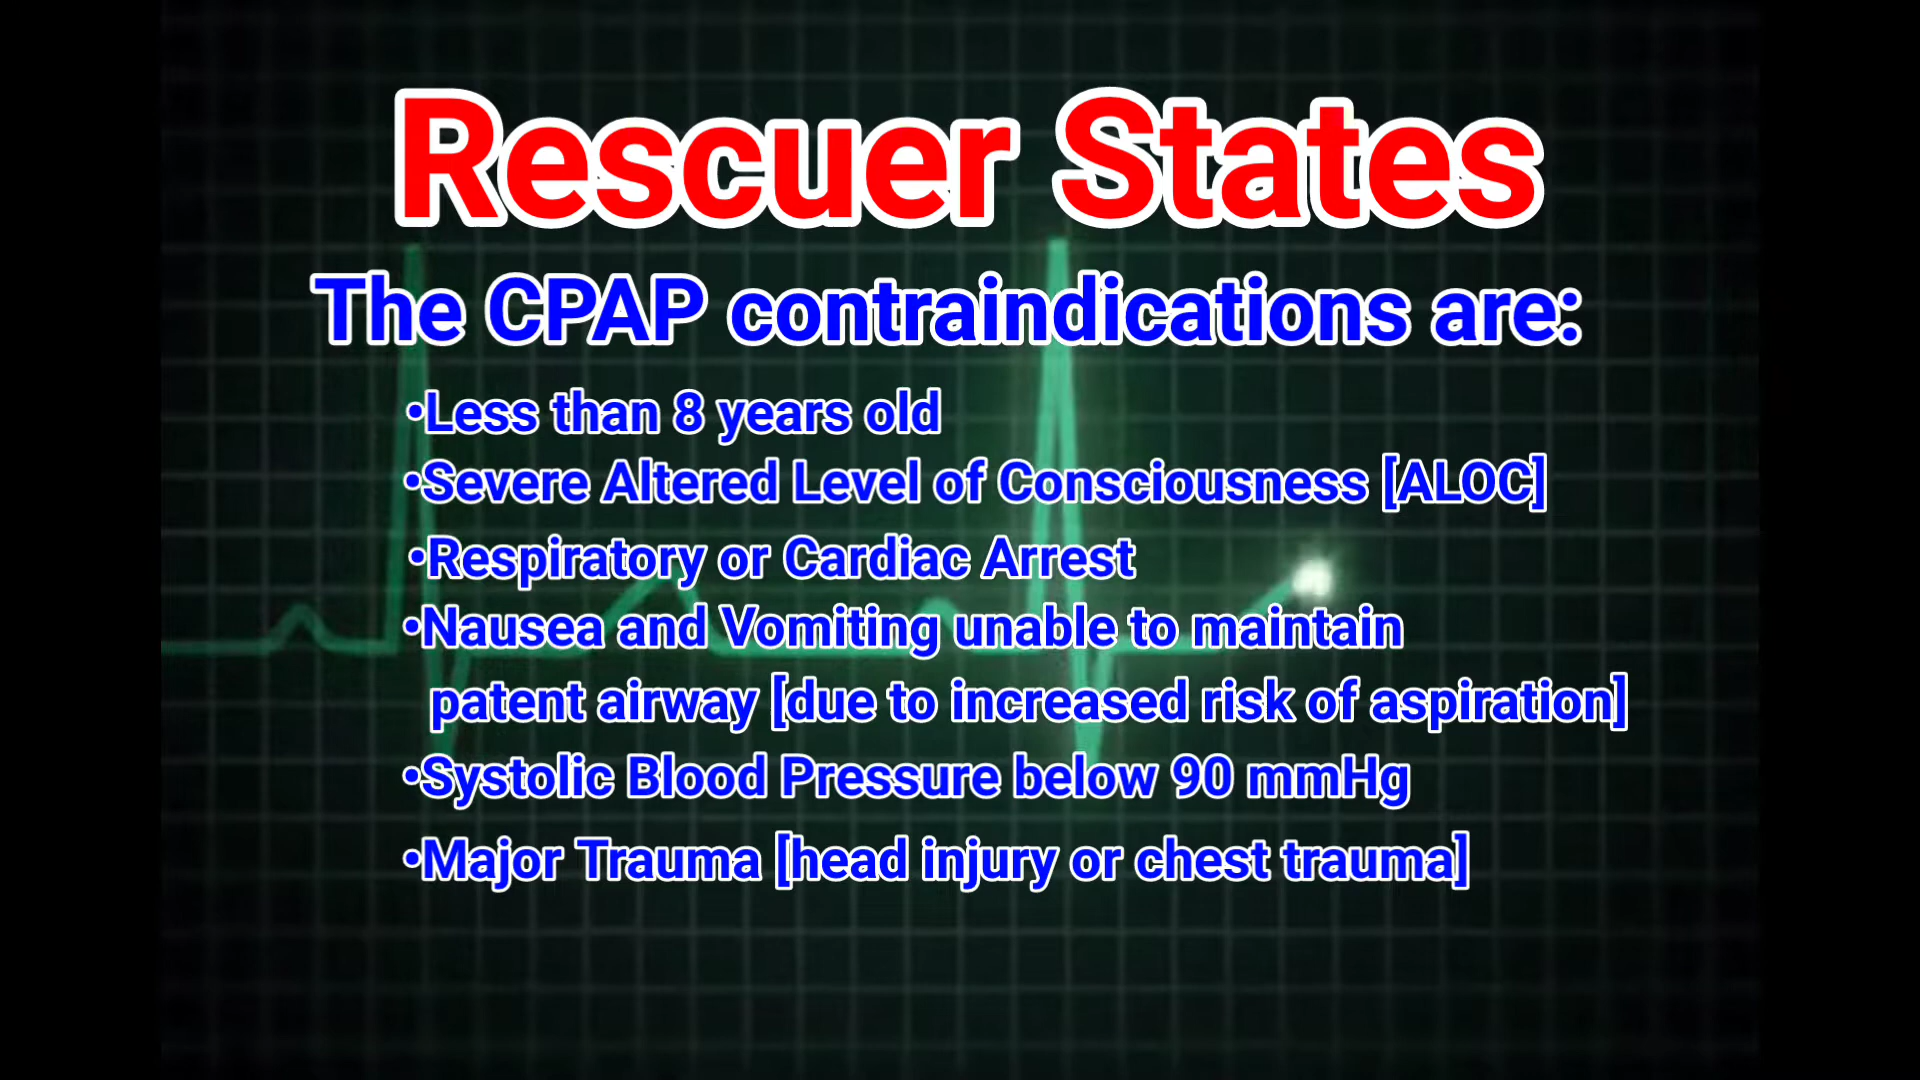 Rescuer States
The CPAP contraindications are:
•Less than 8 years old
•Severe Altered Level of Consciousness [ALOC]
•Respiratory or Cardiac Arrest
•Nausea and Vomiting unable to maintain
patent airway [due to increased risk of aspiration]
•Systolic Blood Pressure below 90 mmHg
•Major Trauma [head injury or chest trauma]